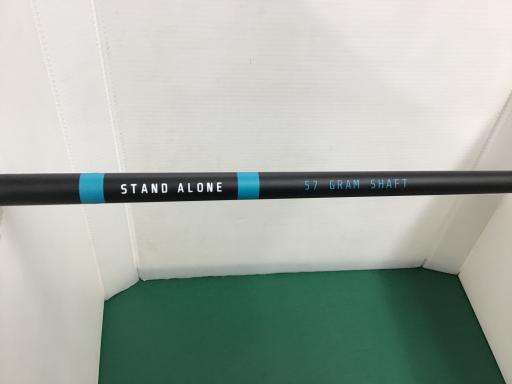 STAND ALONE 57 GRAM SHAFT